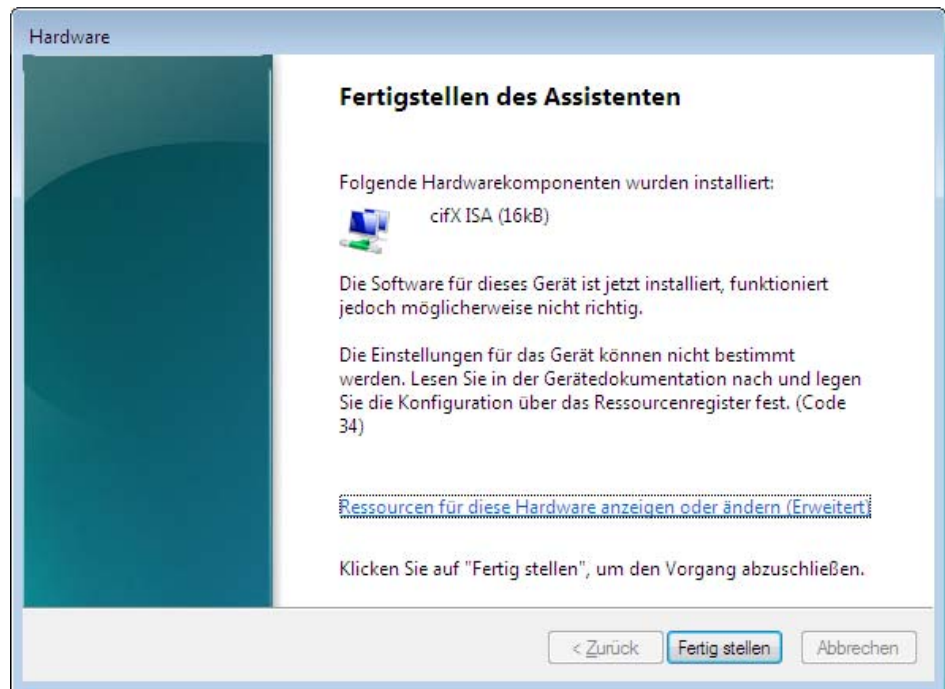 Hardware
Fertigstellen des Assistenten
Folgende Hardwarekomponenten wurden installiert:
cifX ISA (16kB)
Die Software für dieses Gerät ist jetzt installiert, funktioniert
jedoch möglicherweise nicht richtig.
Die Einstellungen für das Gerät können nicht bestimmt
werden. Lesen Sie in der Gerätedokumentation nach und legen
Sie die Konfiguration über das Ressourcenregister fest. (Code
34)
Ressourcen für diese Hardware anzeigen oder ändern (Erweitert)
Klicken Sie auf "Fertig stellen", um den Vorgang abzuschließen.
< Zurück Fertig stellen Abbrechen